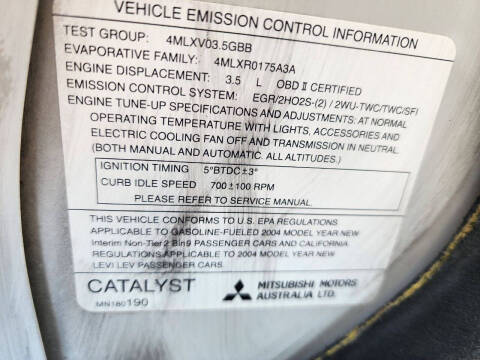 VEHICLE EMISSION CONTROL INFORMATION
TEST GROUP: 4MLXV03.5GBB
EVAPORATIVE FAMILY: 4MLXR0175A3A
ENGINE DISPLACEMENT: 3.5 L OBD II CERTIFIED
EMISSION CONTROL SYSTEM: EGR/2HO2S-(2) / 2WU-TWC/TWC/SFI
ENGINE TUNE-UP SPECIFICATIONS AND ADJUSTMENTS: AT NORMAL
OPERATING TEMPERATURE WITH LIGHTS, ACCESSORIES AND
ELECTRIC COOLING FAN OFF AND TRANSMISSION IN NEUTRAL.
(BOTH MANUAL AND AUTOMATIC. ALL ALTITUDES.)
IGNITION TIMING 5°BTDC±3°
CURB IDLE SPEED 700±100 RPM
PLEASE REFER TO SERVICE MANUAL.
THIS VEHICLE CONFORMS TO U.S. EPA REGULATIONS
APPLICABLE TO GASOLINE-FUELED 2004 MODEL YEAR NEW
Interim Non-Tier 2 Bin9 PASSENGER CARS AND CALIFORNIA
REGULATIONS APPLICABLE TO 2004 MODEL YEAR NEW
LEVI LEV PASSENGER CARS.
CATALYST MITSUBISHI MOTORS
AUSTRALIA LTD.
MN180190